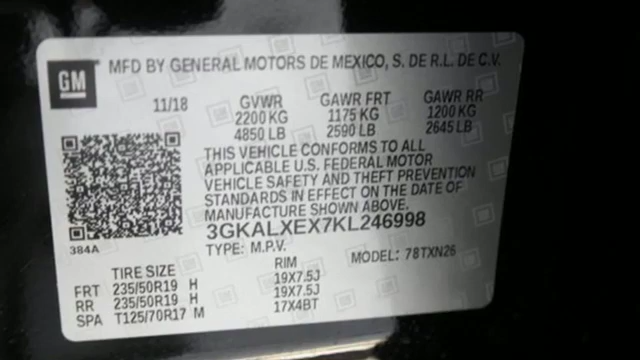 GM MFD BY GENERAL MOTORS DE MEXICO, S. DE R.L. DE C.V.
11/18 GVWR GAWR FRT GAWR RR
2200 KG 1175 KG 1200 KG
4850 LB 2590 LB 2645 LB
THIS VEHICLE CONFORMS TO ALL
APPLICABLE U.S. FEDERAL MOTOR
VEHICLE SAFETY AND THEFT PREVENTION
STANDARDS IN EFFECT ON THE DATE OF
MANUFACTURE SHOWN ABOVE.
3GKALXEX7KL246998
384A
TYPE: M.P.V. MODEL: 78TXN26
TIRE SIZE RIM
FRT 235/50R19 H 19X7.5J
RR 235/50R19 H 19X7.5J
SPA T125/70R17 M 17X4BT